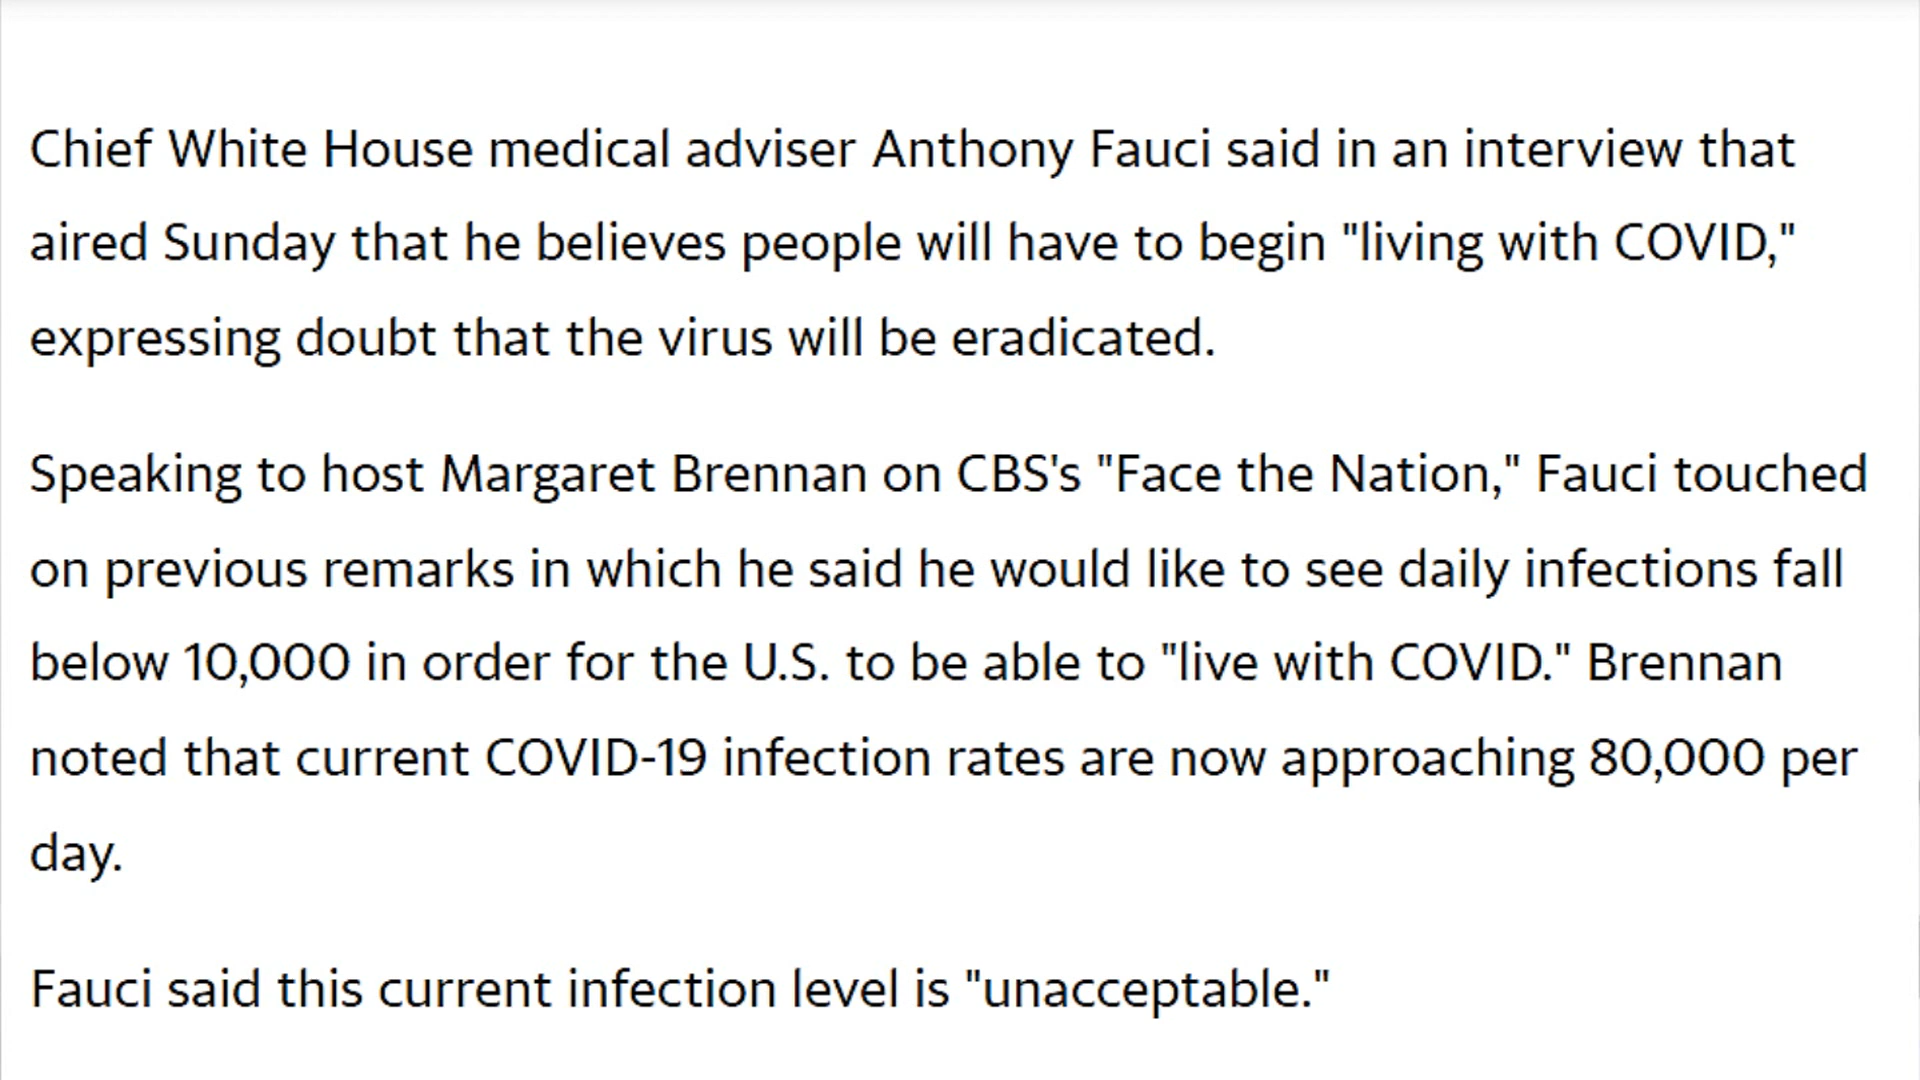 Chief White House medical adviser Anthony Fauci said in an interview that
aired Sunday that he believes people will have to begin "living with COVID,"
expressing doubt that the virus will be eradicated.
Speaking to host Margaret Brennan on CBS's "Face the Nation," Fauci touched
on previous remarks in which he said he would like to see daily infections fall
below 10,000 in order for the U.S. to be able to "live with COVID." Brennan
noted that current COVID-19 infection rates are now approaching 80,000 per
day.
Fauci said this current infection level is "unacceptable."